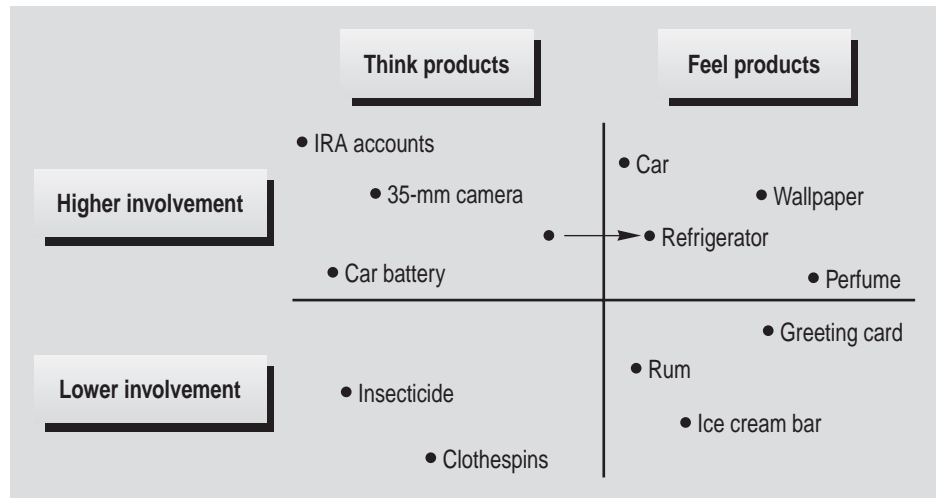 Think products
Feel products
IRA accounts
Car
35-mm camera
Wallpaper
Higher involvement
Refrigerator
Car battery
Perfume
Greeting card
Rum
Lower involvement
Insecticide
Ice cream bar
Clothespins